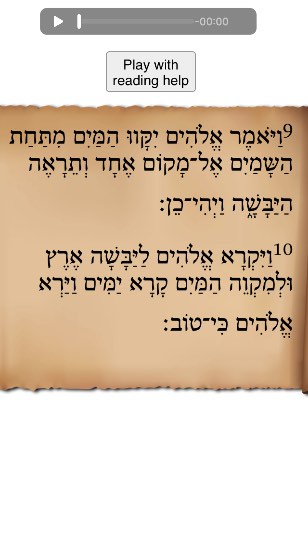 -00:00
Play with
reading help
9וַיֹּאמֶר אֱלֹהִים יִקָּווּ הַמַּיִם מִתַּחַת
הַשָּׁמַיִם אֶל־מָקוֹם אֶחָד וְתֵרָאֶה
הַיַּבָּשָׁה וַיְהִי־כֵן׃
10וַיִּקְרָא אֱלֹהִים לַיַּבָּשָׁה אֶרֶץ
וּלְמִקְוֵה הַמַּיִם קָרָא יַמִּים וַיַּרְא
אֱלֹהִים כִּי־טוֹב׃